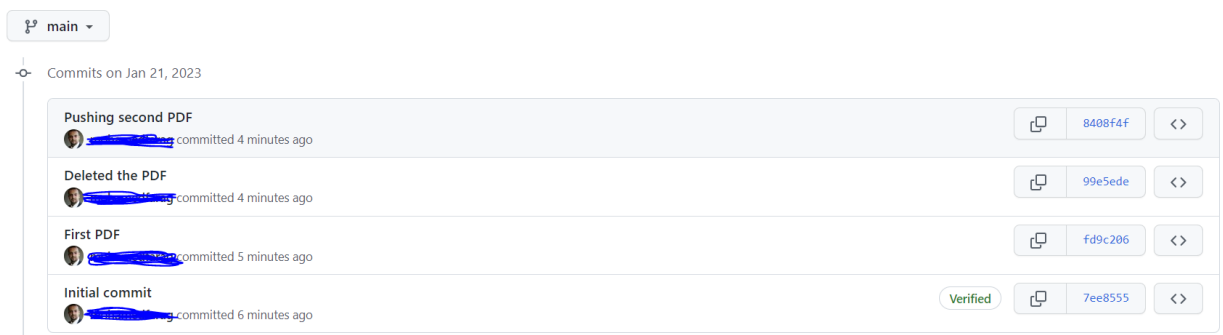 main
Commits on Jan 21, 2023
Pushing second PDF
committed 4 minutes ago
8408f4f
Deleted the PDF
committed 4 minutes ago
99e5ede
First PDF
committed 5 minutes ago
fd9c206
Initial commit
committed 6 minutes ago
Verified
7ee8555